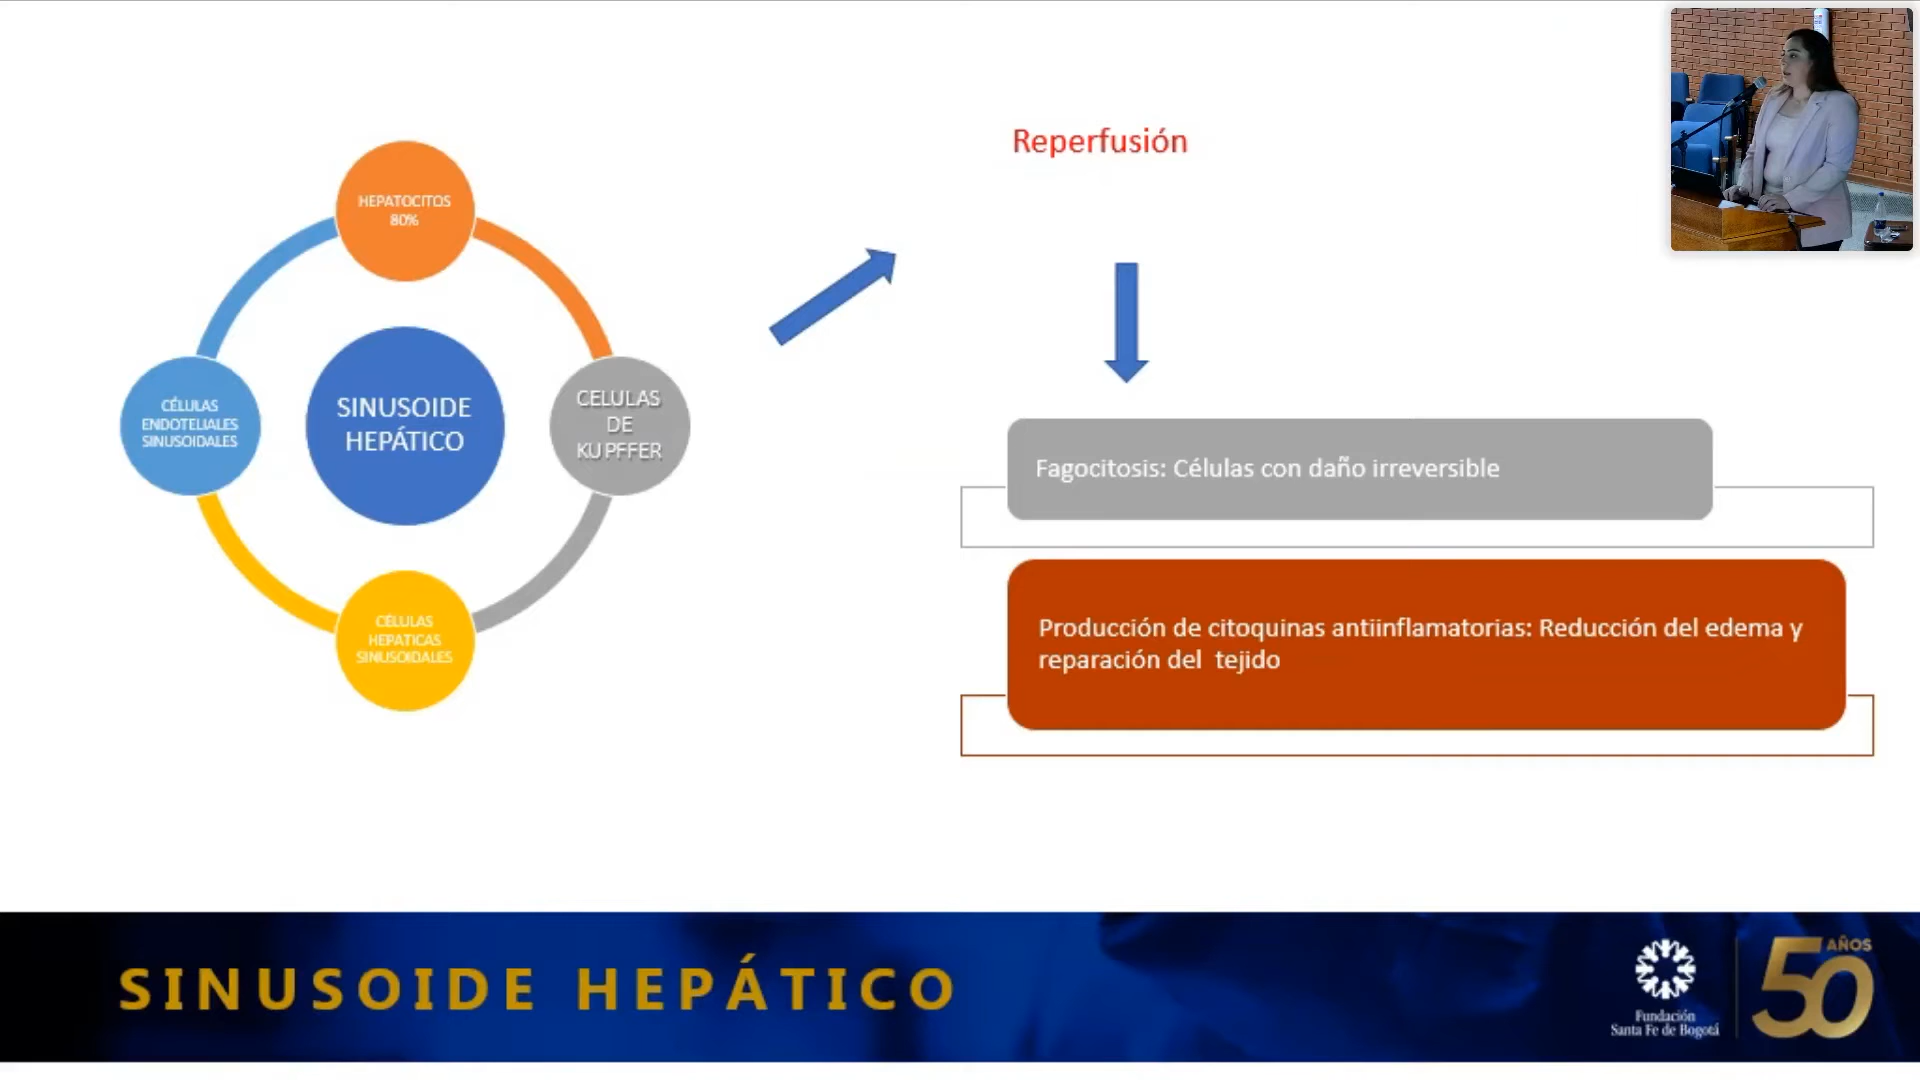 Reperfusión
HEPATOCITOS
80%
CÉLULAS
ENDOTELIALES
SINUSOIDALES
SINUSOIDE
HEPÁTICO
CELULAS
DE
KUPFFER
CÉLULAS
HEPATICAS
SINUSOIDALES
Fagocitosis: Células con daño irreversible
Producción de citoquinas antiinflamatorias: Reducción del edema y
reparación del tejido
SINUSOIDE HEPÁTICO
Fundación
Santa Fe de Bogotá
50 AÑOS